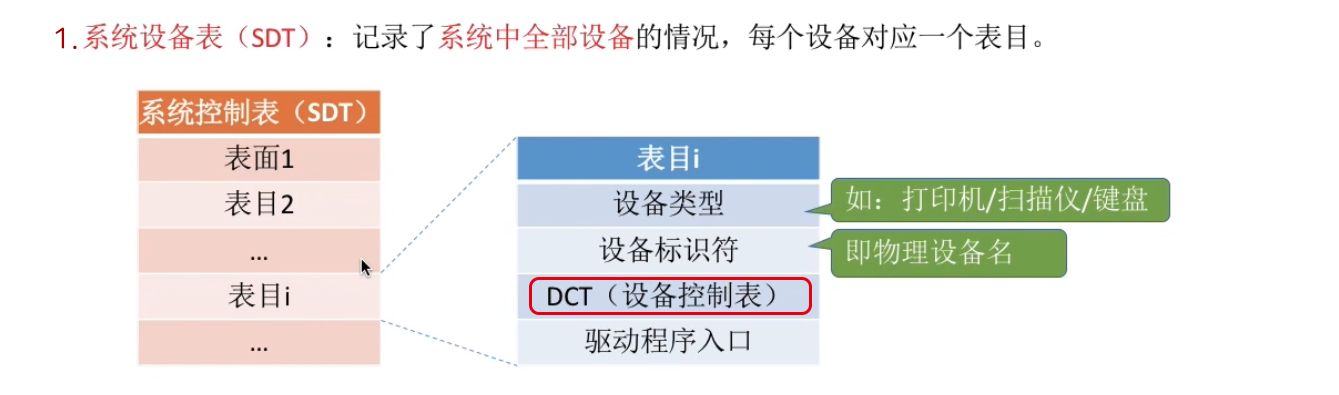 1.系统设备表（SDT）：记录了系统中全部设备的情况，每个设备对应一个表目。
系统控制表（SDT）
表面1
表目2
...
表目i
...
表目i
设备类型
设备标识符
DCT（设备控制表）
驱动程序入口
如：打印机/扫描仪/键盘
即物理设备名